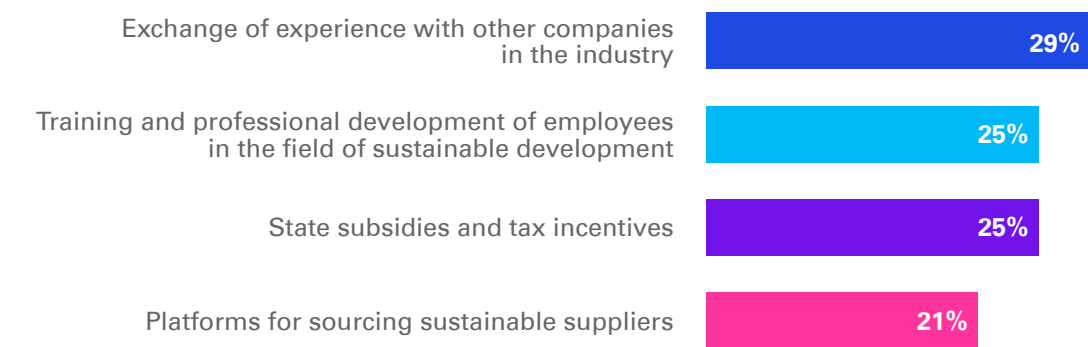 Exchange of experience with other companies
in the industry
29%
Training and professional development of employees
in the field of sustainable development
25%
State subsidies and tax incentives
25%
Platforms for sourcing sustainable suppliers
21%